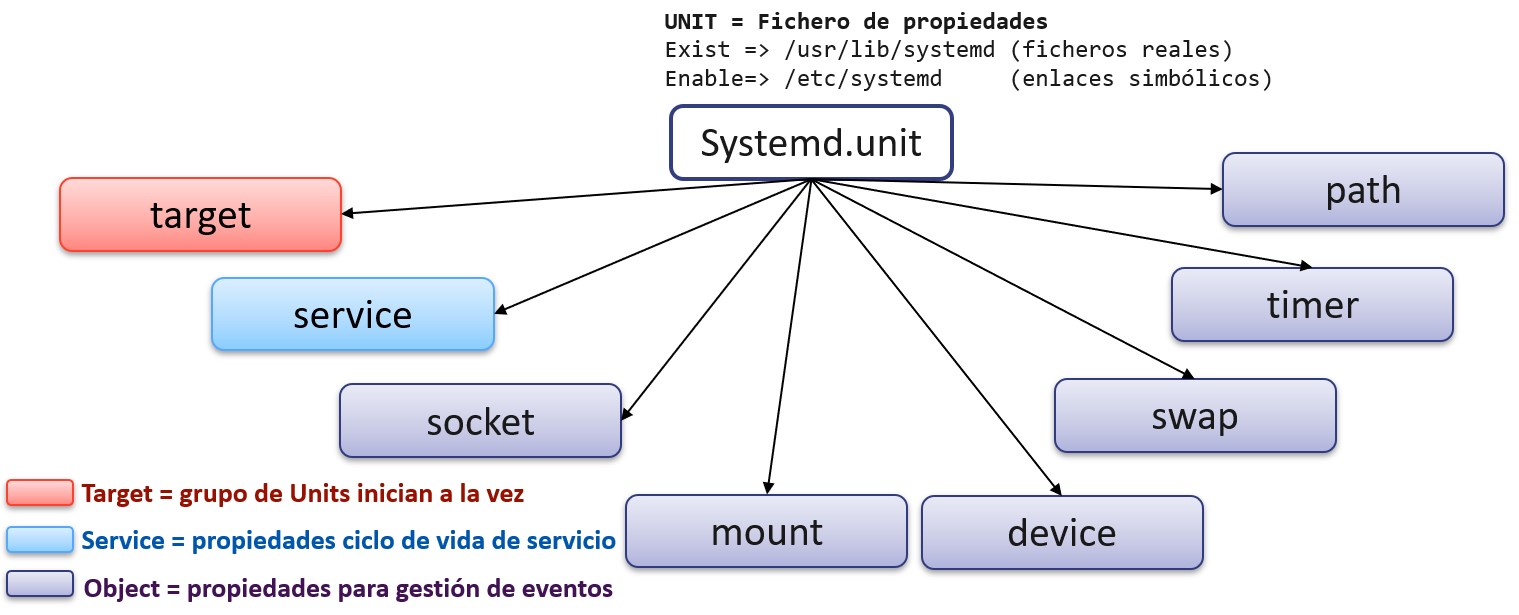 UNIT = Fichero de propiedades
Exist => /usr/lib/systemd (ficheros reales)
Enable=> /etc/systemd     (enlaces simbólicos)
Systemd.unit
path
target
timer
service
swap
socket
mount
device
Target = grupo de Units inician a la vez
Service = propiedades ciclo de vida de servicio
Object = propiedades para gestión de eventos